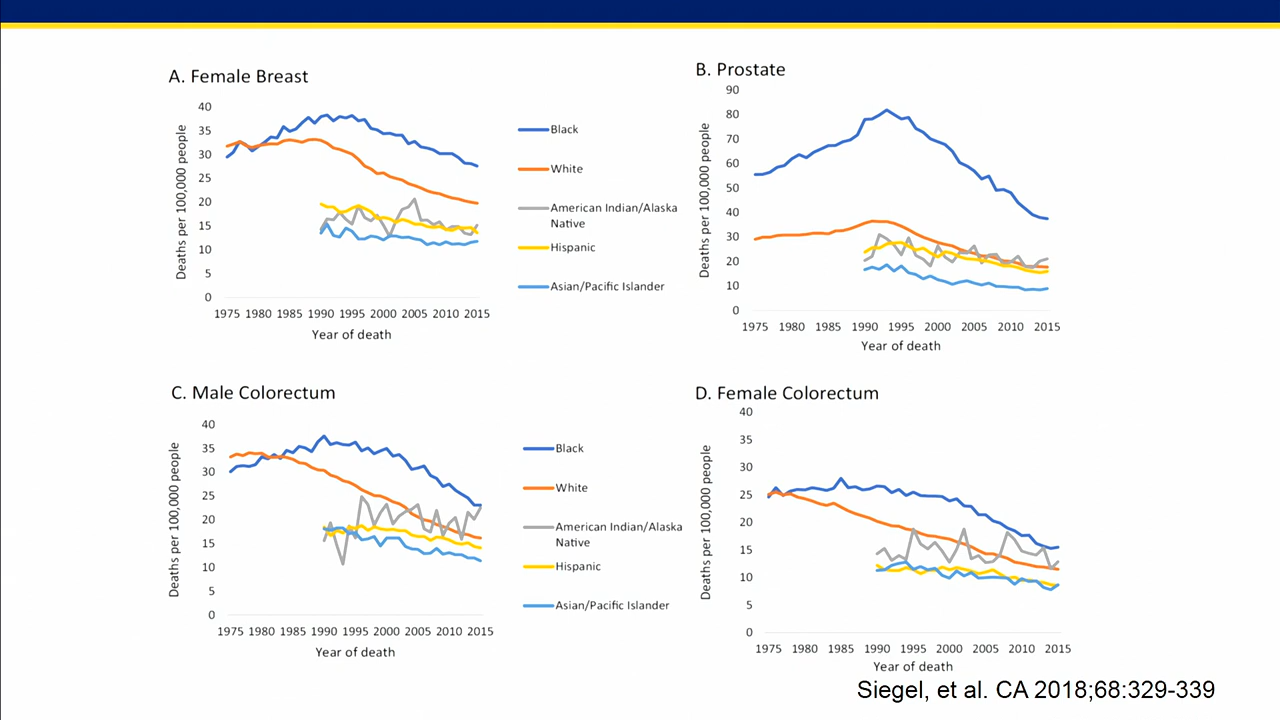 A. Female Breast
Deaths per 100,000 people
40
35
30
25
20
15
10
5
0
1975 1980 1985 1990 1995 2000 2005 2010 2015
Year of death
Black
White
American Indian/Alaska
Native
Hispanic
Asian/Pacific Islander
B. Prostate
Deaths per 100,000 people
90
80
70
60
50
40
30
20
10
0
1975 1980 1985 1990 1995 2000 2005 2010 2015
Year of death
C. Male Colorectum
Deaths per 100,000 people
40
35
30
25
20
15
10
5
0
1975 1980 1985 1990 1995 2000 2005 2010 2015
Year of death
Black
White
American Indian/Alaska
Native
Hispanic
Asian/Pacific Islander
D. Female Colorectum
Deaths per 100,000 people
40
35
30
25
20
15
10
5
0
1975 1980 1985 1990 1995 2000 2005 2010 2015
Year of death
Siegel, et al. CA 2018;68:329-339